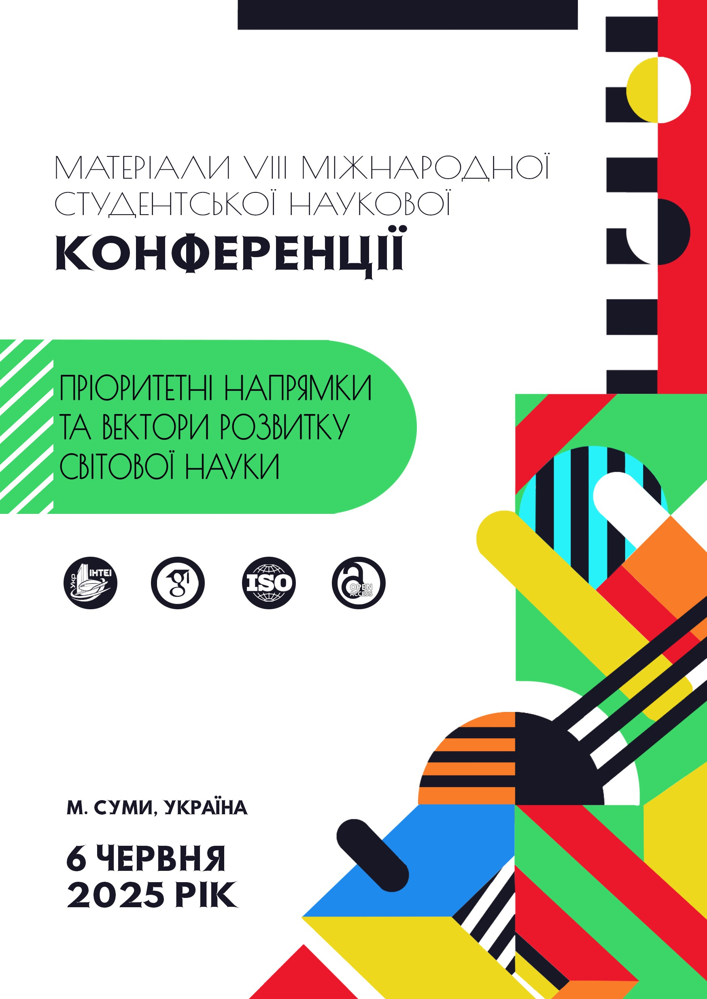 МАТЕРІАЛИ VIII МІЖНАРОДНОЇ
СТУДЕНТСЬКОЇ НАУКОВОЇ
КОНФЕРЕНЦІЇ
ПРІОРИТЕТНІ НАПРЯМКИ
ТА ВЕКТОРИ РОЗВИТКУ
СВІТОВОЇ НАУКИ
УКР ІНТЕІ
g
ISO
OPEN
ACCESS
М. СУМИ, УКРАЇНА
6 ЧЕРВНЯ
2025 РІК